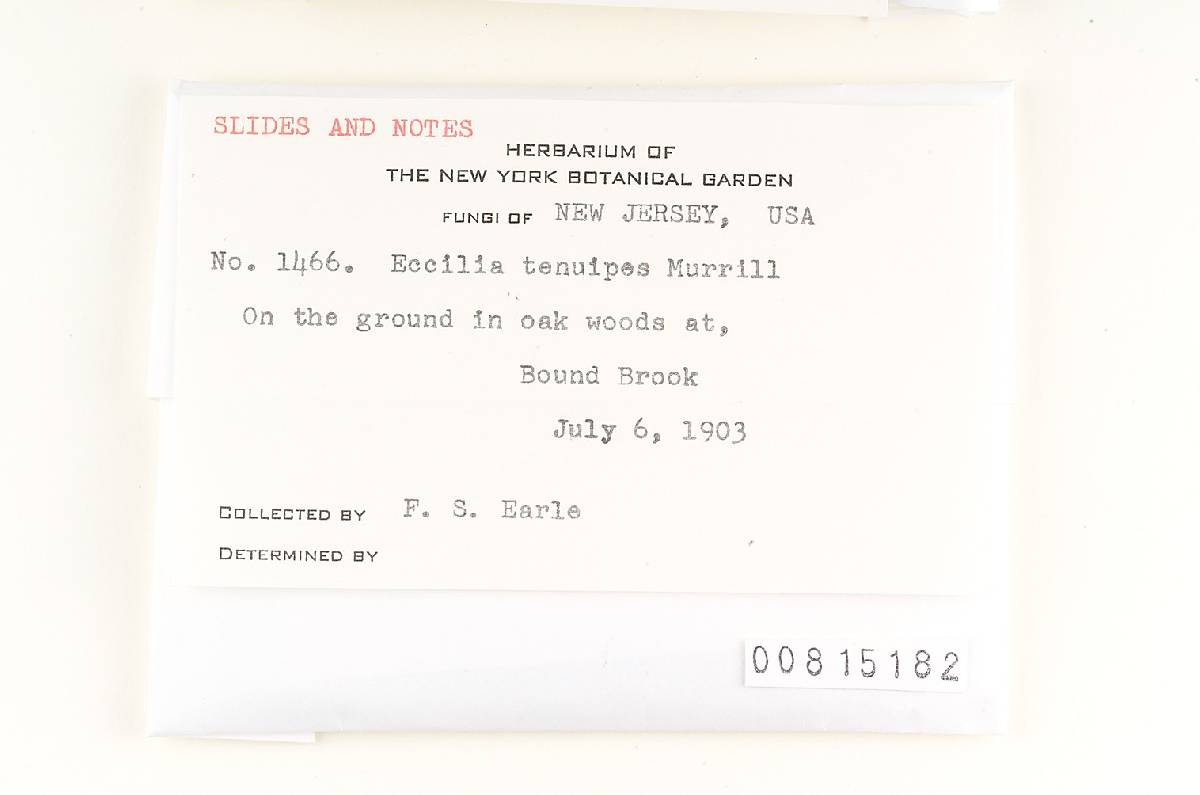 SLIDES AND NOTES
HERBARIUM OF
THE NEW YORK BOTANICAL GARDEN
FUNGI OF NEW JERSEY, USA
No. 1466. Eccilia tenuipes Murrill
On the ground in oak woods at,
Bound Brook
July 6, 1903
COLLECTED BY F. S. Earle
DETERMINED BY
00815182